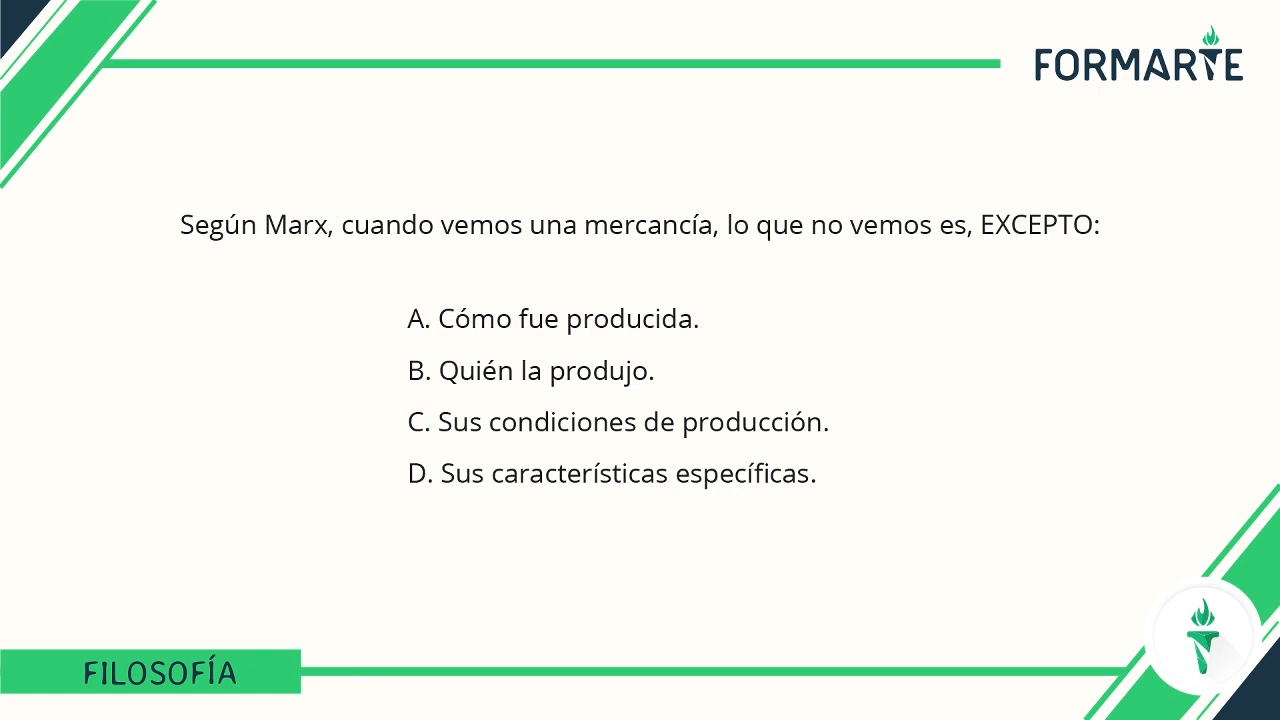 FORMARTE
Según Marx, cuando vemos una mercancía, lo que no vemos es, EXCEPTO:
A. Cómo fue producida.
B. Quién la produjo.
C. Sus condiciones de producción.
D. Sus características específicas.
FILOSOFÍA